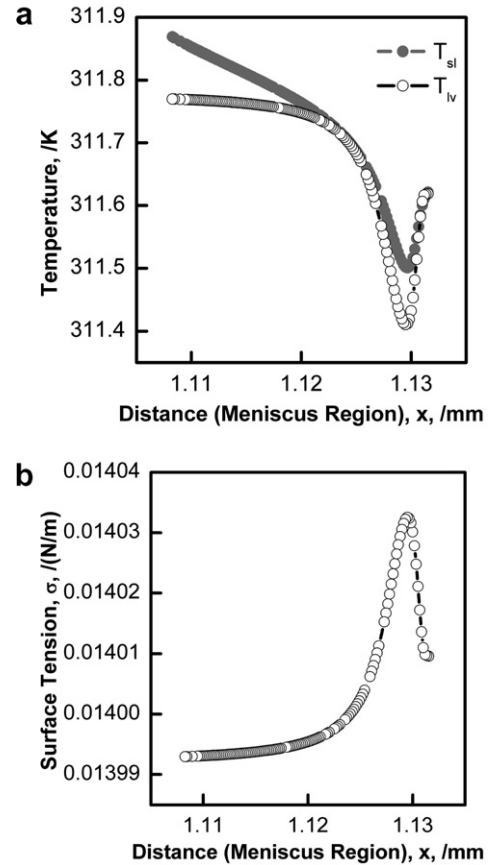 a
311.9
311.8
311.7
311.6
311.5
311.4
Temperature, /K
T_sl
T_lv
1.11
1.12
1.13
Distance (Meniscus Region), x, /mm
b
0.01404
0.01403
0.01402
0.01401
0.01400
0.01399
Surface Tension, σ, /(N/m)
1.11
1.12
1.13
Distance (Meniscus Region), x, /mm